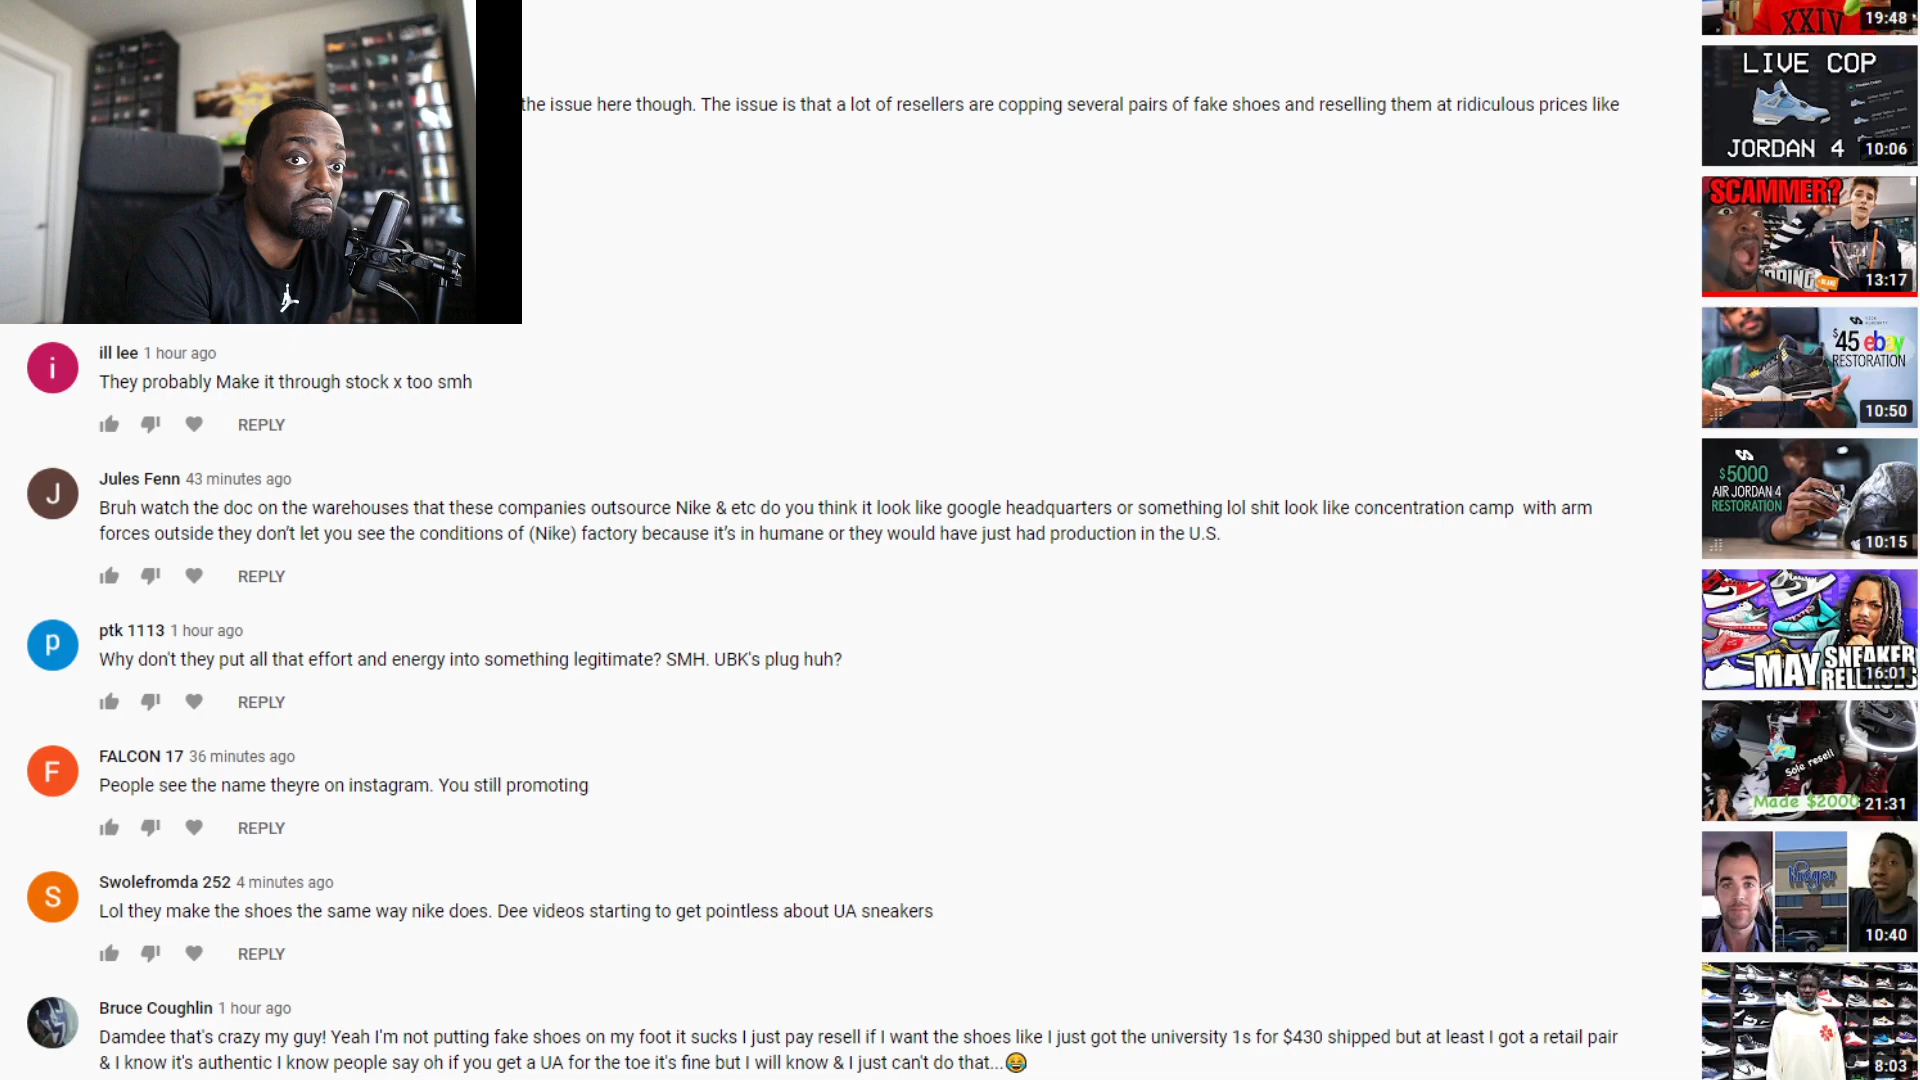 the issue here though. The issue is that a lot of resellers are copping several pairs of fake shoes and reselling them at ridiculous prices like
i
ill lee 1 hour ago
They probably Make it through stock x too smh
REPLY
J
Jules Fenn 43 minutes ago
Bruh watch the doc on the warehouses that these companies outsource Nike & etc do you think it look like google headquarters or something lol shit look like concentration camp with arm
forces outside they don’t let you see the conditions of (Nike) factory because it’s in humane or they would have just had production in the U.S.
REPLY
p
ptk 1113 1 hour ago
Why don't they put all that effort and energy into something legitimate? SMH. UBK's plug huh?
REPLY
F
FALCON 17 36 minutes ago
People see the name theyre on instagram. You still promoting
REPLY
S
Swolefromda 252 4 minutes ago
Lol they make the shoes the same way nike does. Dee videos starting to get pointless about UA sneakers
REPLY
Bruce Coughlin 1 hour ago
Damdee that's crazy my guy! Yeah I'm not putting fake shoes on my foot it sucks I just pay resell if I want the shoes like I just got the university 1s for $430 shipped but at least I got a retail pair
& I know it's authentic I know people say oh if you get a UA for the toe it's fine but I will know & I just can't do that...😂
XXIV
19:48
LIVE COP
JORDAN 4
10:06
SCAMMER?
13:17
$45 ebay
RESTORATION
10:50
$5000
AIR JORDAN 4
RESTORATION
10:15
MAY SNEAKER
16:01
Sole resell
Made $2000
21:31
Kroger
10:40
8:03